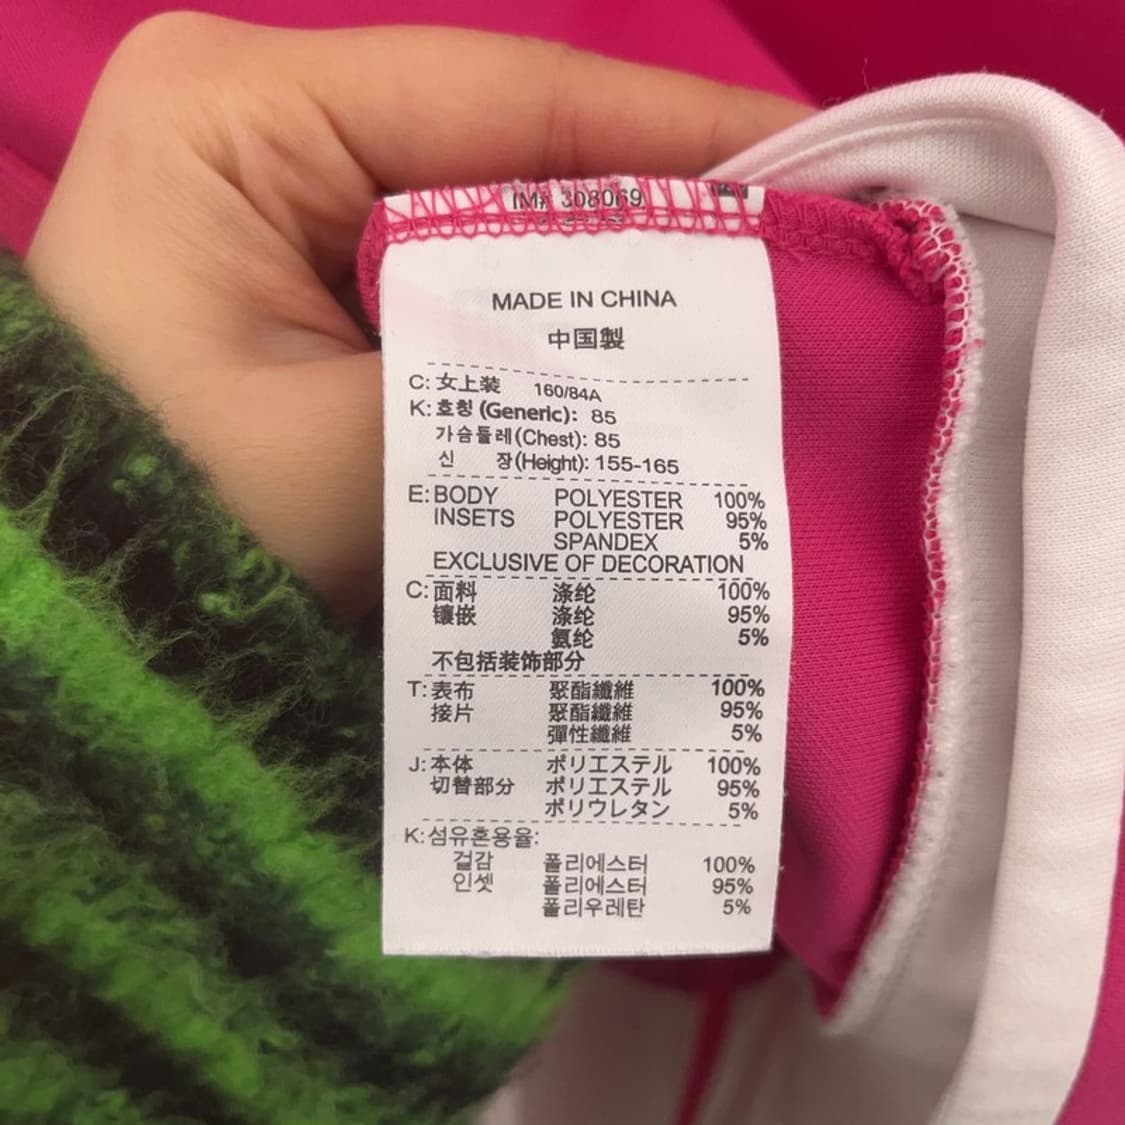 IM# 308069
MADE IN CHINA
中国製
C: 女上装 160/84A
K: 호칭 (Generic): 85
가슴둘레(Chest): 85
신 장(Height): 155-165
E: BODY POLYESTER 100%
INSETS POLYESTER 95%
SPANDEX 5%
EXCLUSIVE OF DECORATION
C: 面料 涤纶 100%
镶嵌 涤纶 95%
氨纶 5%
不包括装饰部分
T: 表布 聚酯纖維 100%
接片 聚酯纖維 95%
彈性纖維 5%
J: 本体 ポリエステル 100%
切替部分 ポリエステル 95%
ポリウレタン 5%
K: 섬유혼용율:
겉감 폴리에스터 100%
인셋 폴리에스터 95%
폴리우레탄 5%